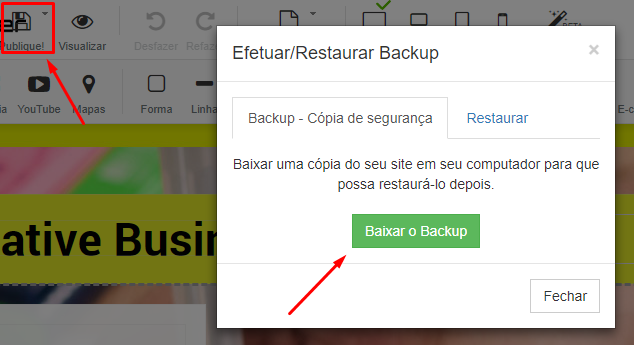 Publique!
Visualizar
Desfazer
Refaz
BETA
Efetuar/Restaurar Backup
×
ia
YouTube
Mapas
Forma
Linha
E-c
Backup - Cópia de segurança
Restaurar
Baixar uma cópia do seu site em seu computador para que
possa restaurá-lo depois.
ative Busin
Baixar o Backup
Fechar